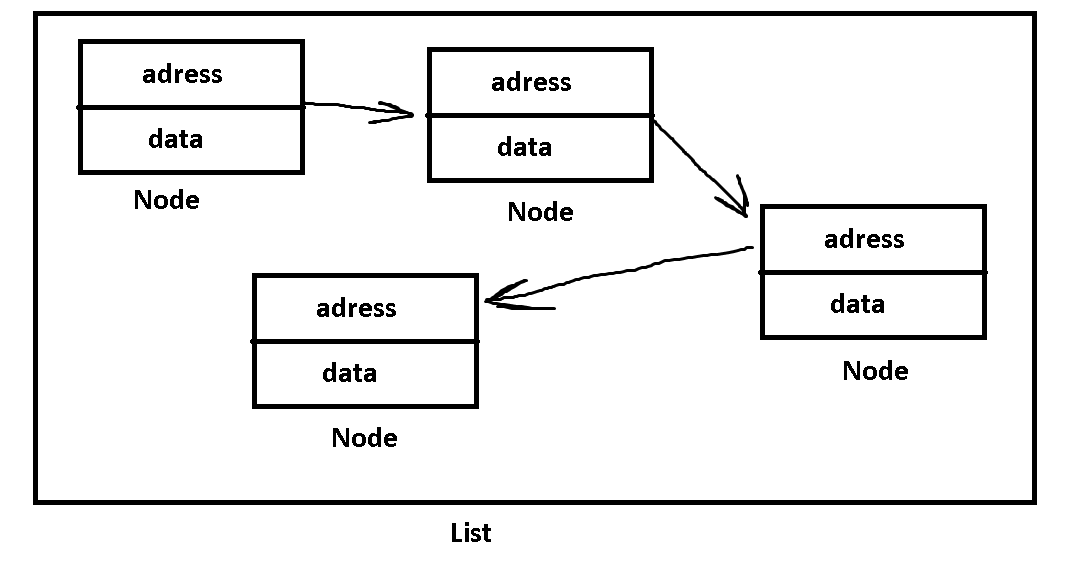 adress
data
Node
adress
data
Node
adress
data
Node
adress
data
Node
List